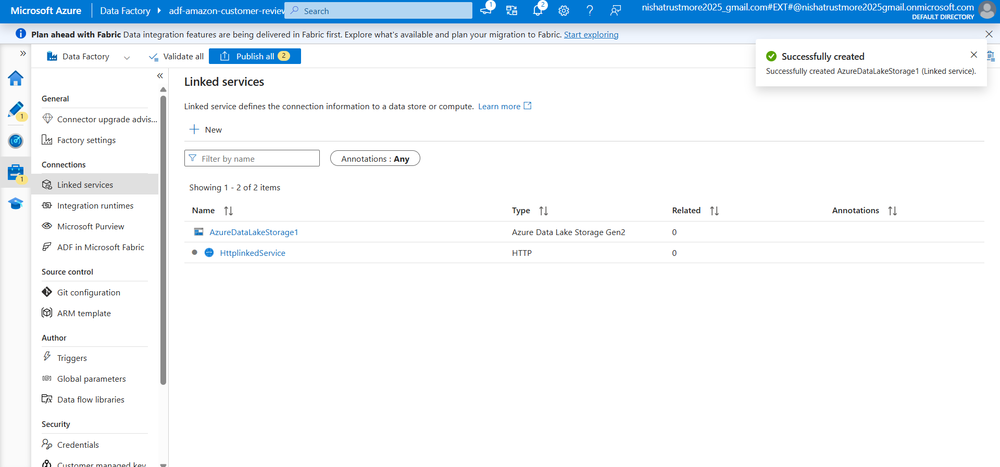 Microsoft Azure
Data Factory
adf-amazon-customer-review
Search
1
2
nishatrustmore2025_gmail.com#EXT#@nishatrustmore2025gmail.onmicrosoft.com
DEFAULT DIRECTORY
Plan ahead with Fabric Data integration features are being delivered in Fabric first. Explore what's available and plan your migration to Fabric. Start exploring
Data Factory
Validate all
Publish all 2
Successfully created
Successfully created AzureDataLakeStorage1 (Linked service).
1
1
General
Connector upgrade advis...
Factory settings
Connections
Linked services
Integration runtimes
Microsoft Purview
ADF in Microsoft Fabric
Source control
Git configuration
ARM template
Author
Triggers
Global parameters
Data flow libraries
Security
Credentials
Customer managed key
Linked services
Linked service defines the connection information to a data store or compute. Learn more
New
Filter by name
Annotations : Any
Showing 1 - 2 of 2 items
Name Type Related Annotations
AzureDataLakeStorage1 Azure Data Lake Storage Gen2 0
HTTP HttplinkedService HTTP 0